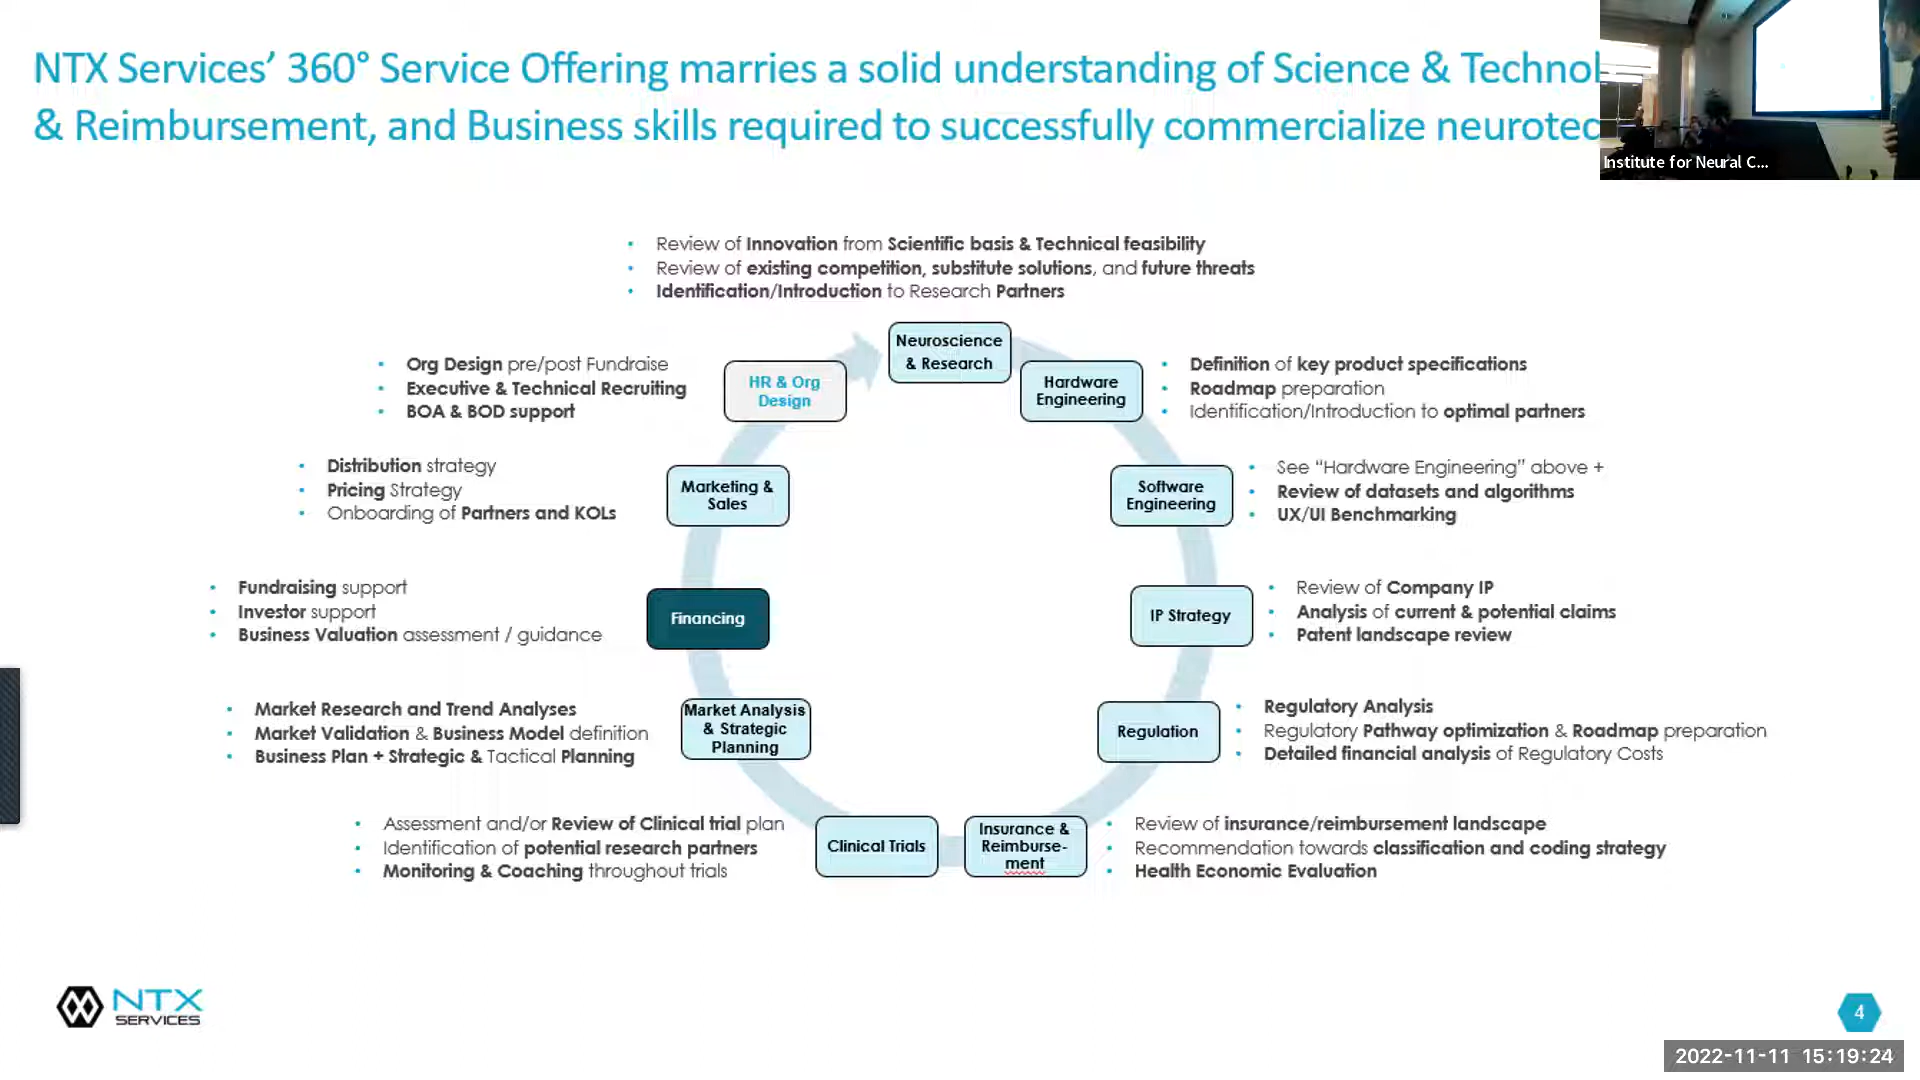 NTX Services’ 360° Service Offering marries a solid understanding of Science &
& Reimbursement, and Business skills required to successfully commercialize
Institute for Neural C...
• Review of Innovation from Scientific basis & Technical feasibility
• Review of existing competition, substitute solutions, and future threats
• Identification/Introduction to Research Partners
Neuroscience
& Research
Hardware
Engineering
• Definition of key product specifications
• Roadmap preparation
• Identification/Introduction to optimal partners
Software
Engineering
• See “Hardware Engineering” above +
• Review of datasets and algorithms
• UX/UI Benchmarking
IP Strategy
• Review of Company IP
• Analysis of current & potential claims
• Patent landscape review
Regulation
• Regulatory Analysis
• Regulatory Pathway optimization & Roadmap preparation
• Detailed financial analysis of Regulatory Costs
Insurance &
Reimburse-
ment
• Review of insurance/reimbursement landscape
• Recommendation towards classification and coding strategy
• Health Economic Evaluation
Clinical Trials
• Assessment and/or Review of Clinical trial plan
• Identification of potential research partners
• Monitoring & Coaching throughout trials
Market Analysis
& Strategic
Planning
• Market Research and Trend Analyses
• Market Validation & Business Model definition
• Business Plan + Strategic & Tactical Planning
Financing
• Fundraising support
• Investor support
• Business Valuation assessment / guidance
Marketing &
Sales
• Distribution strategy
• Pricing Strategy
• Onboarding of Partners and KOLs
HR & Org
Design
• Org Design pre/post Fundraise
• Executive & Technical Recruiting
• BOA & BOD support
NTX
SERVICES
4
2022-11-11 15:19:24